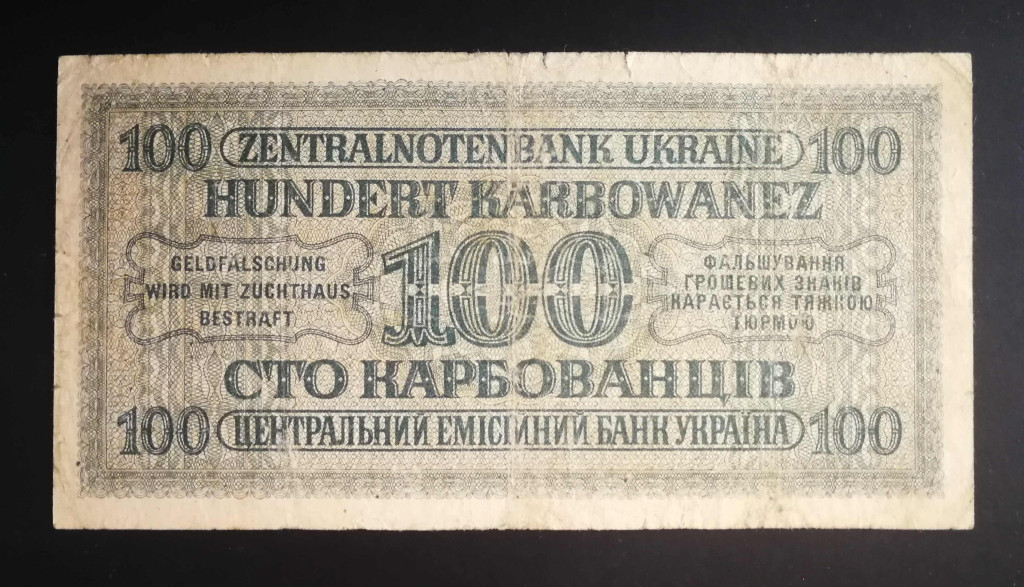 100 ZENTRALNOTENBANK UKRAINE 100
HUNDERT KARBOWANEZ
GELDFÄLSCHUNG
WIRD MIT ZUCHTHAUS
BESTRAFT
100
ФАЛЬШУВАННЯ
ГРОШЕВИХ ЗНАКІВ
КАРАЄТЬСЯ ТЯЖКОЮ
ТЮРМОЮ
СТО КАРБОВАНЦІВ
100 ЦЕНТРАЛЬНИЙ ЕМІСІЙНИЙ БАНК УКРАЇНА 100